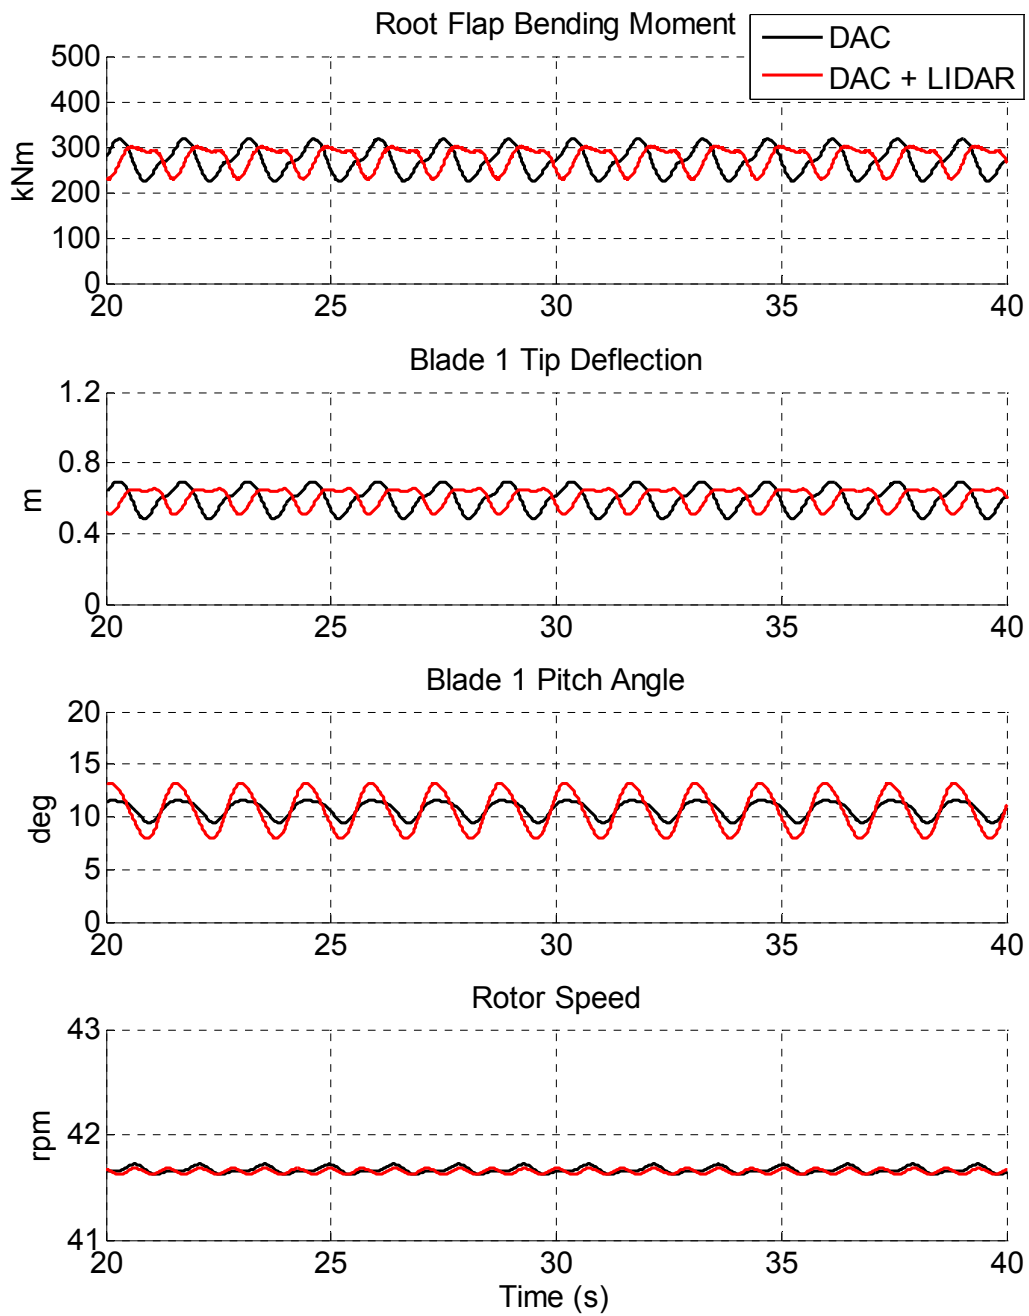 Root Flap Bending Moment
DAC
DAC + LIDAR
500
400
300
200
100
0
kNm
20 25 30 35 40
Blade 1 Tip Deflection
1.2
0.8
0.4
0
m
20 25 30 35 40
Blade 1 Pitch Angle
20
15
10
5
0
deg
20 25 30 35 40
Rotor Speed
43
42
41
rpm
20 25 30 35 40
Time (s)